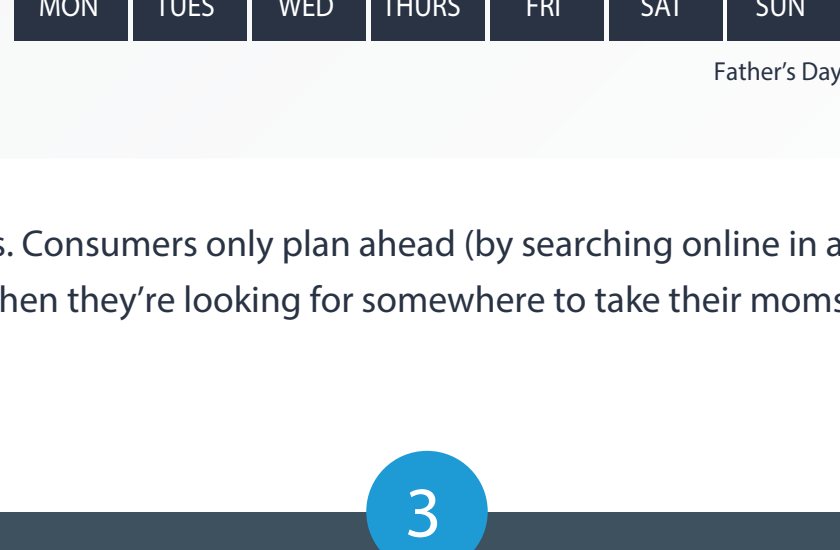 MON TUES WED THURS FRI SAT SUN
Father's Day
s. Consumers only plan ahead (by searching online in a
hen they're looking for somewhere to take their moms
3